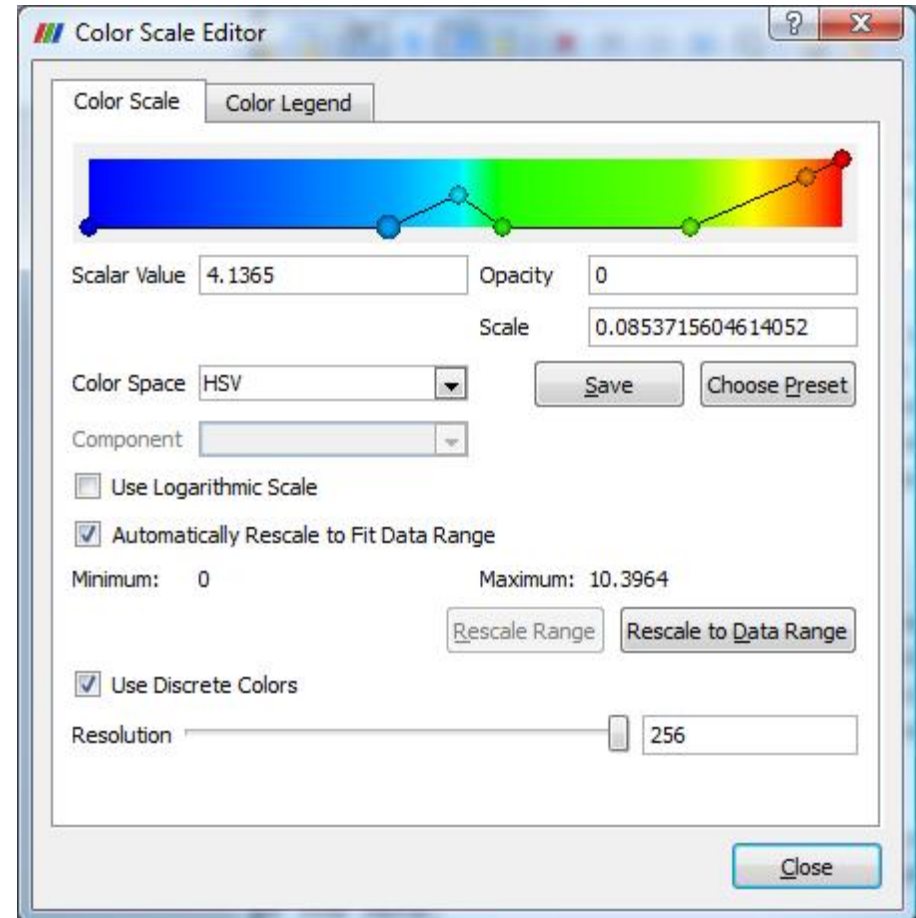 Color Scale Editor
?
Color Scale Color Legend
Scalar Value 4.1365 Opacity 0
Scale 0.0853715604614052
Color Space HSV Save Choose Preset
Component
Use Logarithmic Scale
Automatically Rescale to Fit Data Range
Minimum: 0 Maximum: 10.3964
Rescale Range Rescale to Data Range
Use Discrete Colors
Resolution 256
Close